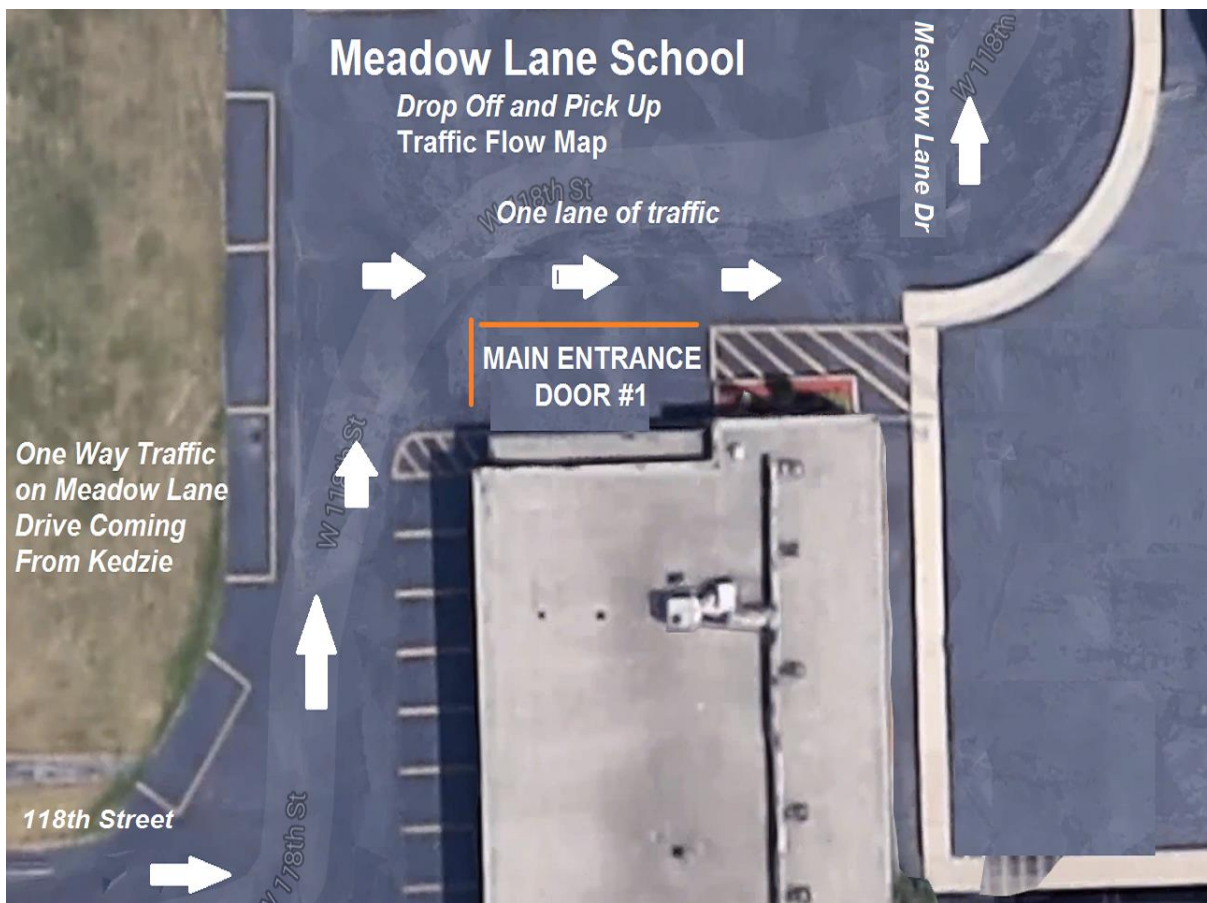 Meadow Lane School
Drop Off and Pick Up
Traffic Flow Map
Meadow Lane Dr
W 118th
W 118th St
One lane of traffic
MAIN ENTRANCE
DOOR #1
One Way Traffic
on Meadow Lane
Drive Coming
From Kedzie
W 118th St
118th Street
W 118th St